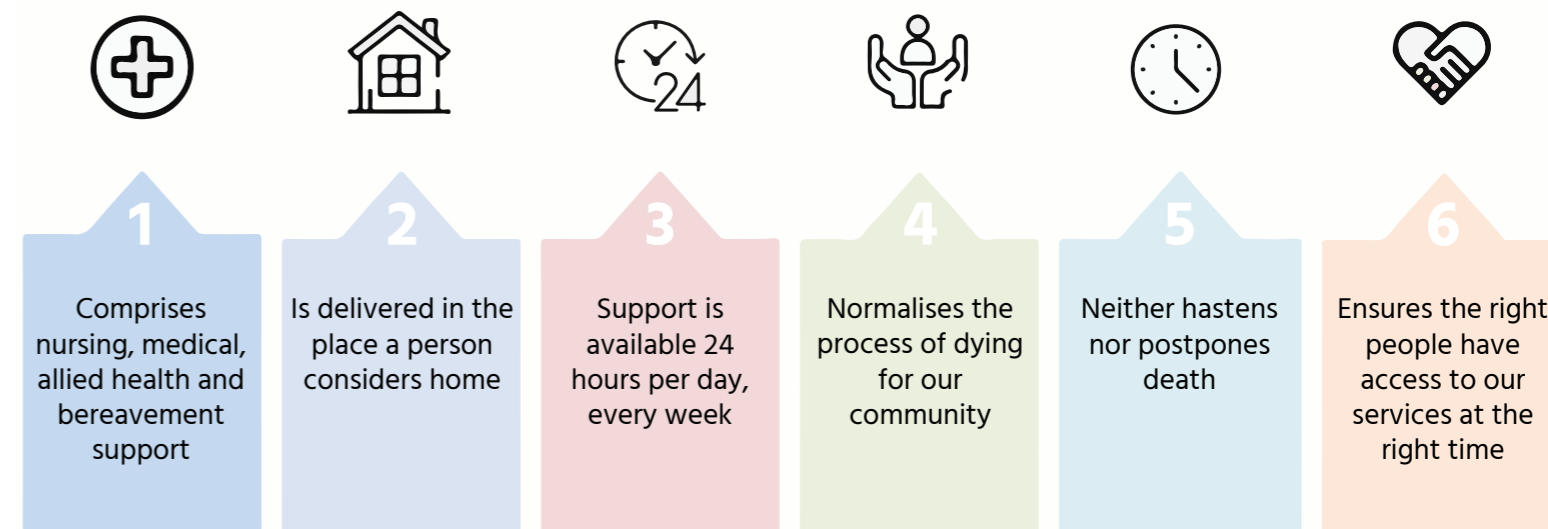 24
1
Comprises
nursing, medical,
allied health and
bereavement
support
2
Is delivered in the
place a person
considers home
3
Support is
available 24
hours per day,
every week
4
Normalises the
process of dying
for our
community
5
Neither hastens
nor postpones
death
6
Ensures the right
people have
access to our
services at the
right time